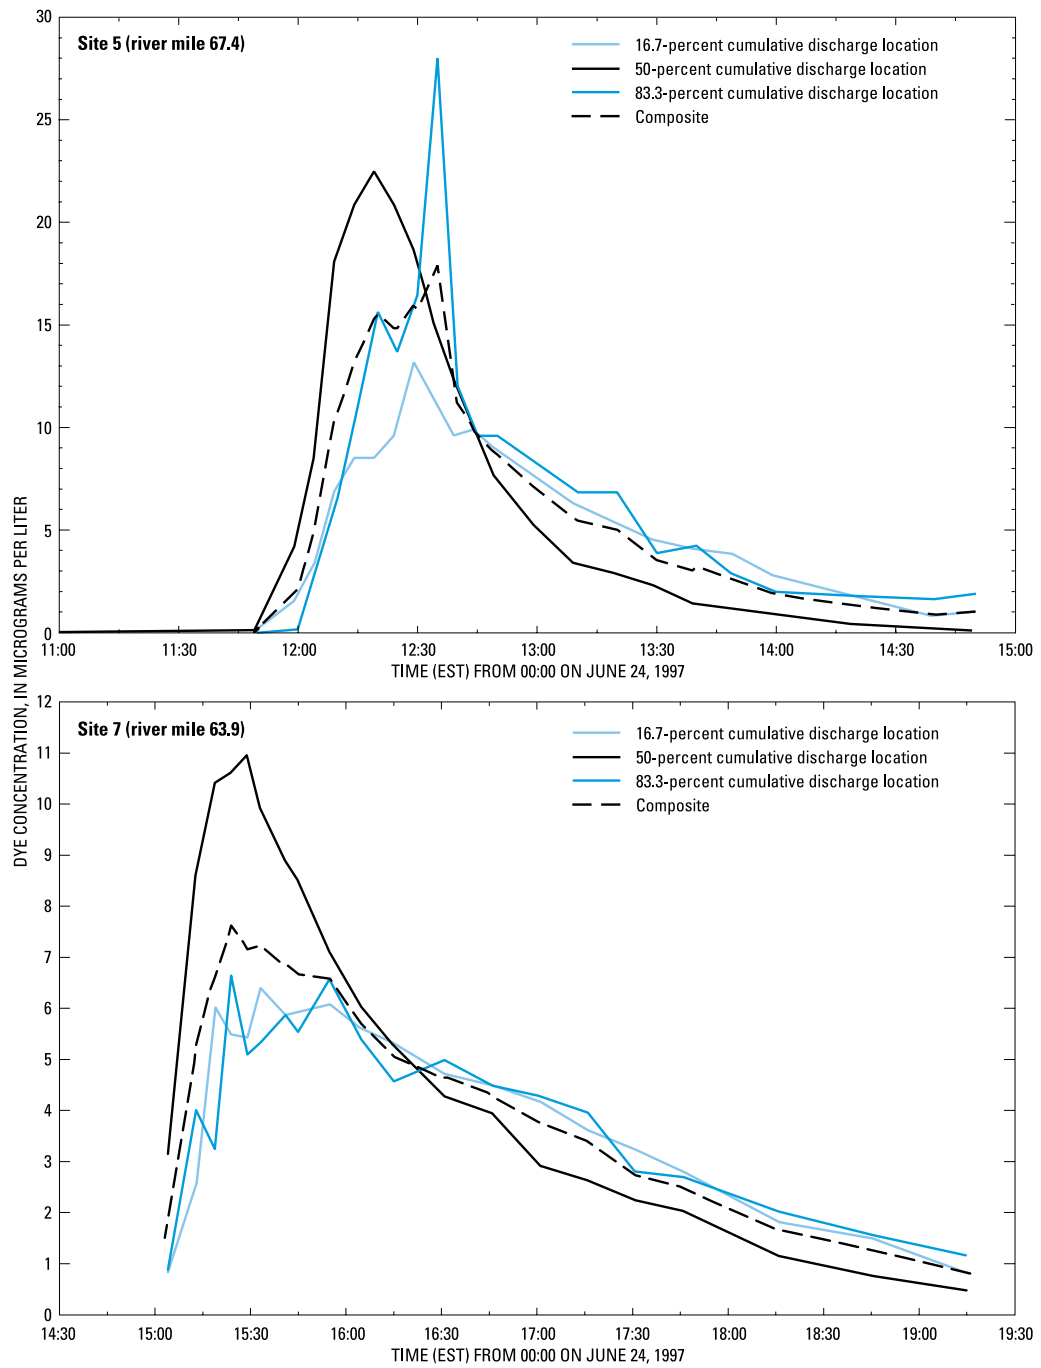 30
25
20
15
10
5
0
Site 5 (river mile 67.4)
16.7-percent cumulative discharge location
50-percent cumulative discharge location
83.3-percent cumulative discharge location
Composite
11:00 11:30 12:00 12:30 13:00 13:30 14:00 14:30 15:00
TIME (EST) FROM 00:00 ON JUNE 24, 1997
DYE CONCENTRATION, IN MICROGRAMS PER LITER
12
11
10
9
8
7
6
5
4
3
2
1
0
Site 7 (river mile 63.9)
16.7-percent cumulative discharge location
50-percent cumulative discharge location
83.3-percent cumulative discharge location
Composite
14:30 15:00 15:30 16:00 16:30 17:00 17:30 18:00 18:30 19:00 19:30
TIME (EST) FROM 00:00 ON JUNE 24, 1997